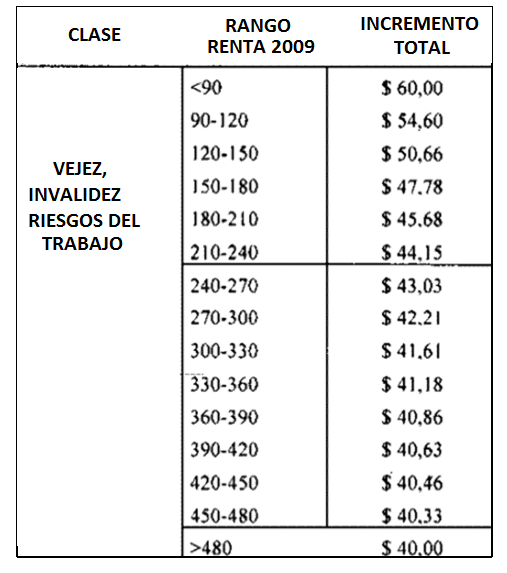 CLASE RANGO RENTA 2009 INCREMENTO TOTAL
<90 $ 60,00
90-120 $ 54,60
120-150 $ 50,66
VEJEZ,
150-180 $ 47.78
INVALIDEZ
180-210 $ 45.68
RIESGOS DEL
TRABAJO
210-240 $ 44,15
240-270 $ 43,03
270-300 $ 42.21
300-330 $ 41,61
330-360 $ 41,18
360-390 $ 40,86
390-420 $ 40,63
420-450 $ 40,46
450-480 $ 40.33
>480 $ 40,00